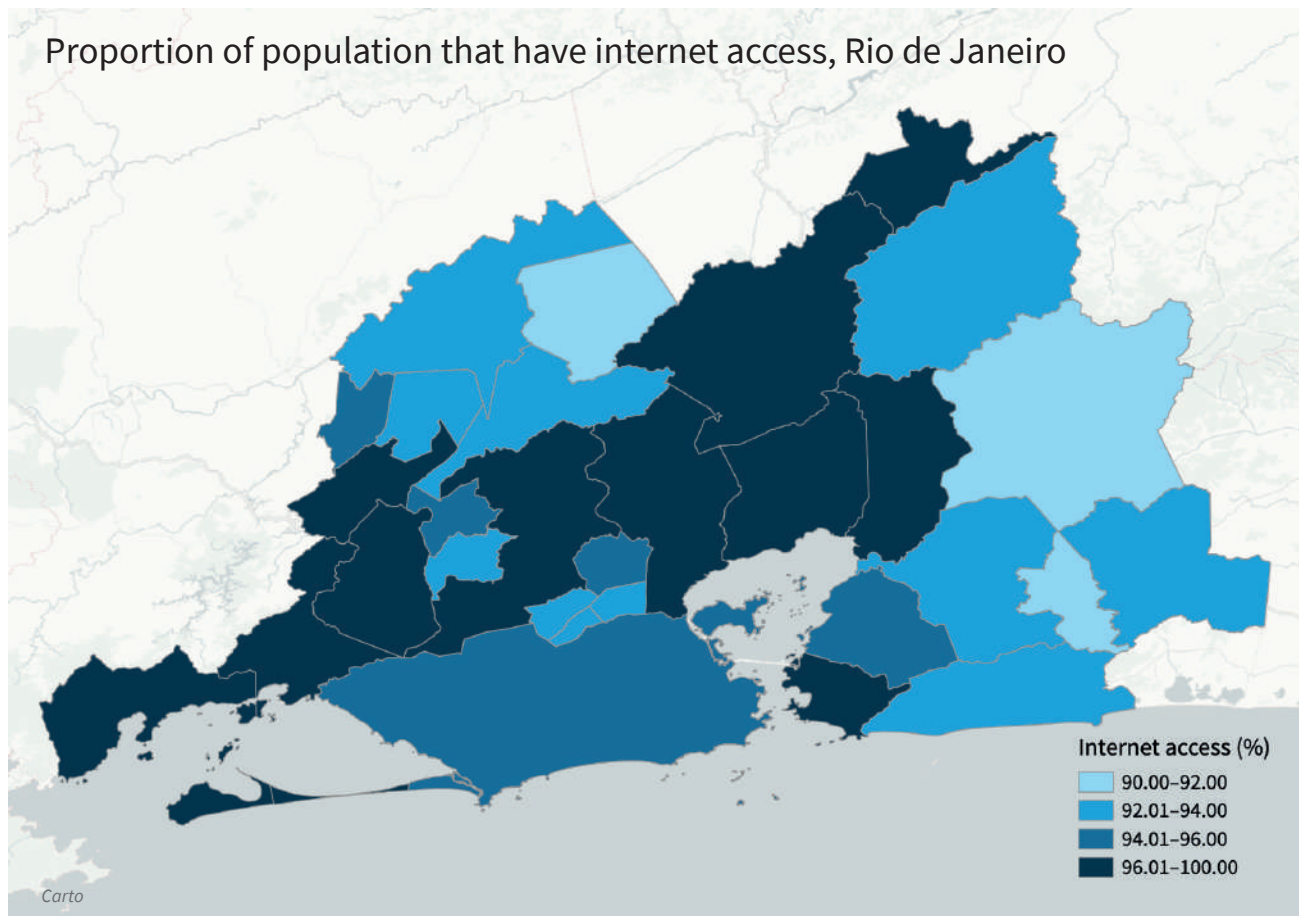 Proportion of population that have internet access, Rio de Janeiro
Internet access (%)
90.00–92.00
92.01–94.00
94.01–96.00
96.01–100.00
Carto